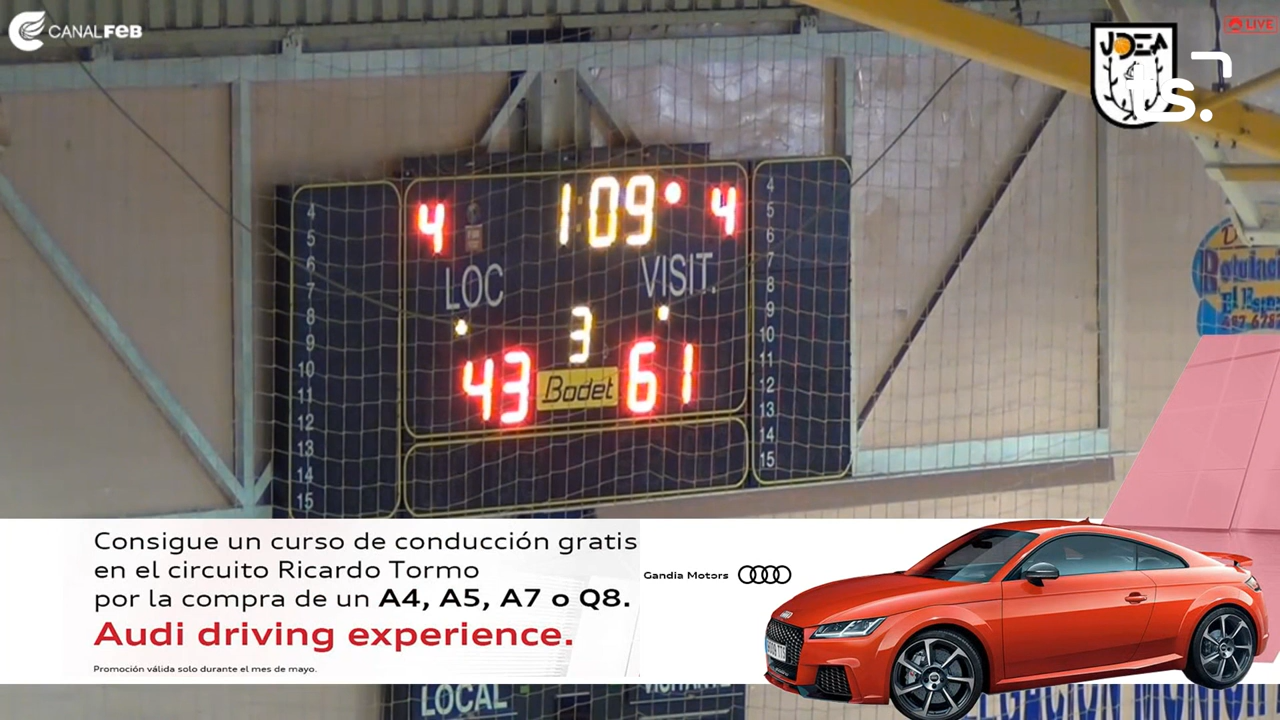 CANALFEB
LIVE
JOEA
ts.
4 1:09 4
LOC VISIT.
3
43 Bodet 61
4
5
6
7
8
9
10
11
12
13
14
15
4
5
6
7
8
9
10
11
12
13
14
15
Consigue un curso de conducción gratis
en el circuito Ricardo Tormo
por la compra de un A4, A5, A7 o Q8.
Audi driving experience.
Promoción válida solo durante el mes de mayo.
Gandia Motors
LOCAL
VISITANTE